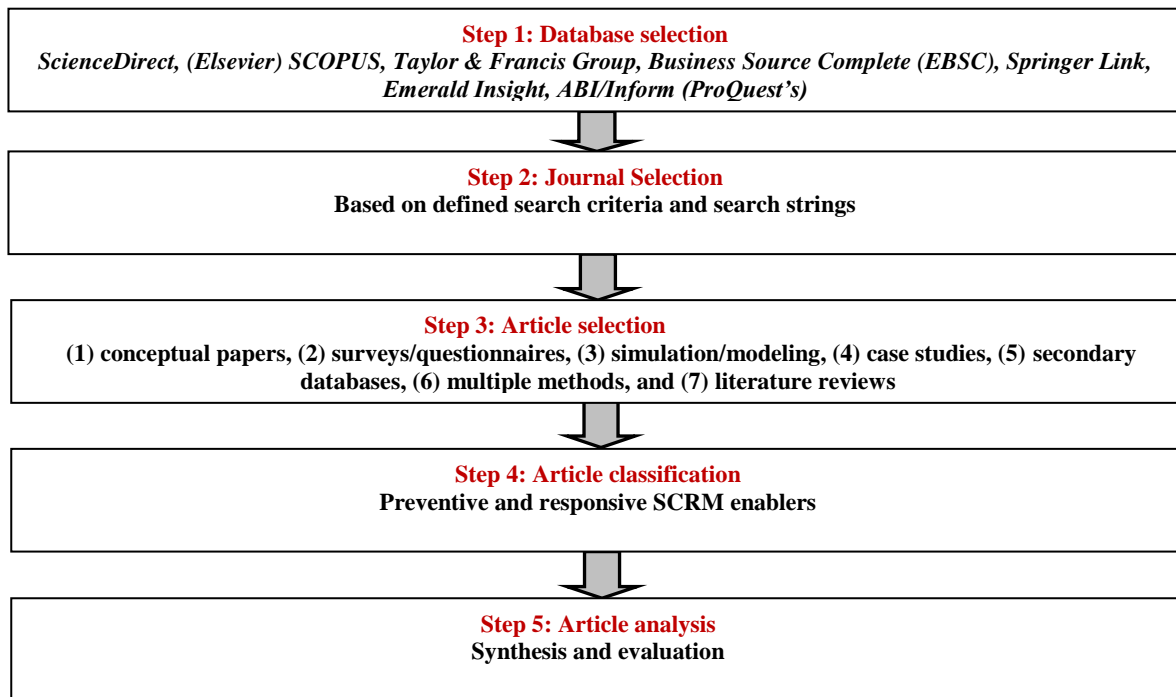 Step 1: Database selection
ScienceDirect, (Elsevier) SCOPUS, Taylor & Francis Group, Business Source Complete (EBSC), Springer Link,
Emerald Insight, ABI/Inform (ProQuest's)
Step 2: Journal Selection
Based on defined search criteria and search strings
Step 3: Article selection
(1) conceptual papers, (2) surveys/questionnaires, (3) simulation/modeling, (4) case studies, (5) secondary
databases, (6) multiple methods, and (7) literature reviews
Step 4: Article classification
Preventive and responsive SCRM enablers
Step 5: Article analysis
Synthesis and evaluation